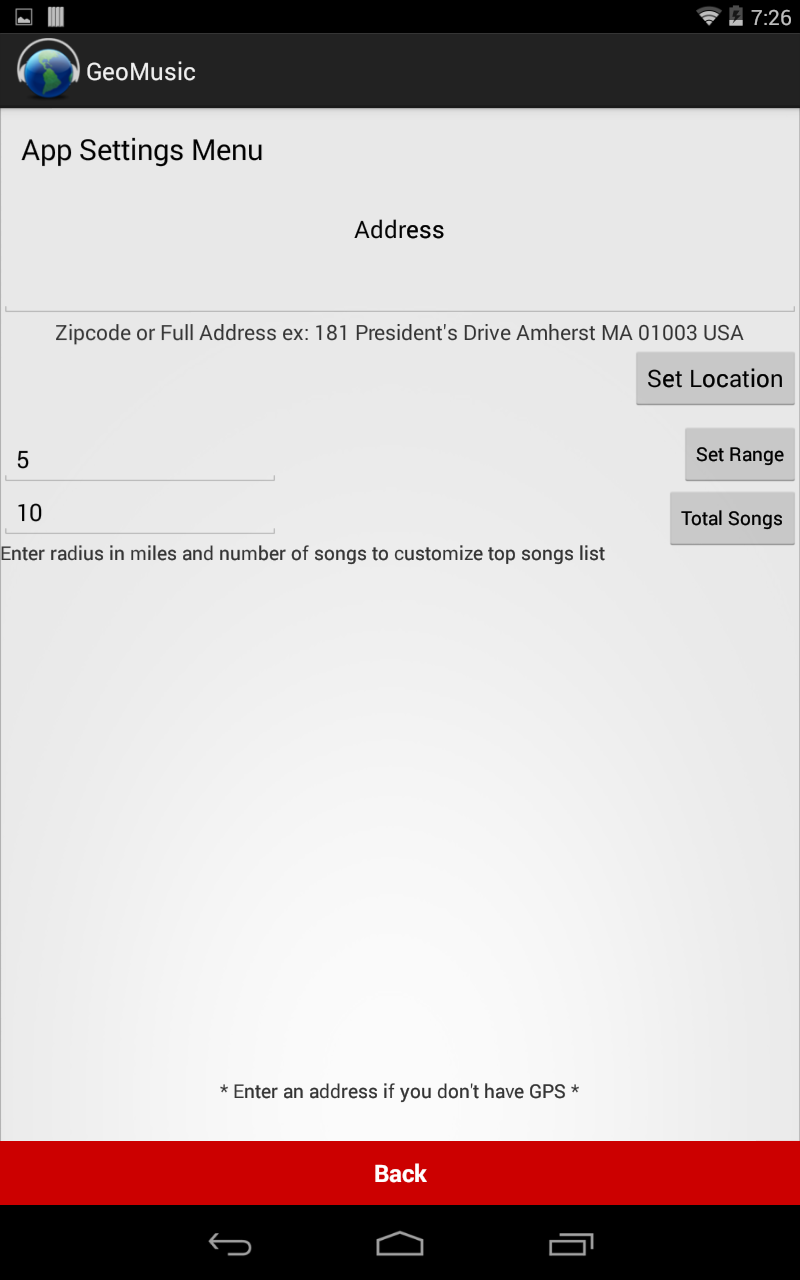 7:26
GeoMusic
App Settings Menu
Address
Zipcode or Full Address ex: 181 President's Drive Amherst MA 01003 USA
Set Location
5
Set Range
10
Total Songs
Enter radius in miles and number of songs to customize top songs list
* Enter an address if you don't have GPS *
Back